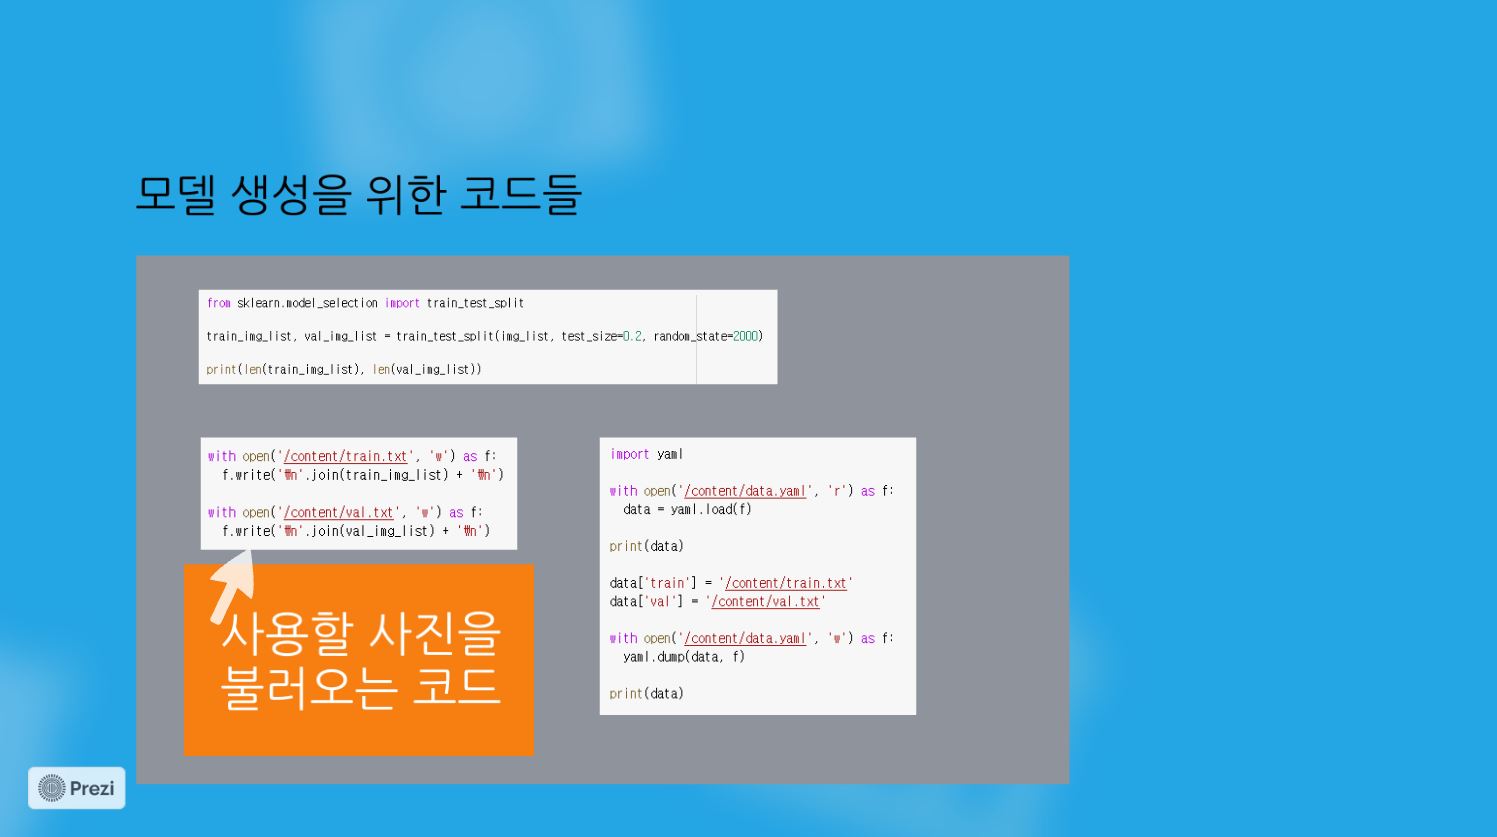 모델 생성을 위한 코드들
from sklearn.model_selection import train_test_split
train_img_list, val_img_list = train_test_split(img_list, test_size=0.2, random_state=2000)
print(len(train_img_list), len(val_img_list))
with open('/content/train.txt', 'w') as f:
f.write('₩n'.join(train_img_list) + '₩n')
with open('/content/val.txt', 'w') as f:
f.write('₩n'.join(val_img_list) + '₩n')
사용할 사진을
불러오는 코드
import yaml
with open('/content/data.yaml', 'r') as f:
data = yaml.load(f)
print(data)
data['train'] = '/content/train.txt'
data['val'] = '/content/val.txt'
with open('/content/data.yaml', 'w') as f:
yaml.dump(data, f)
print(data)
Prezi